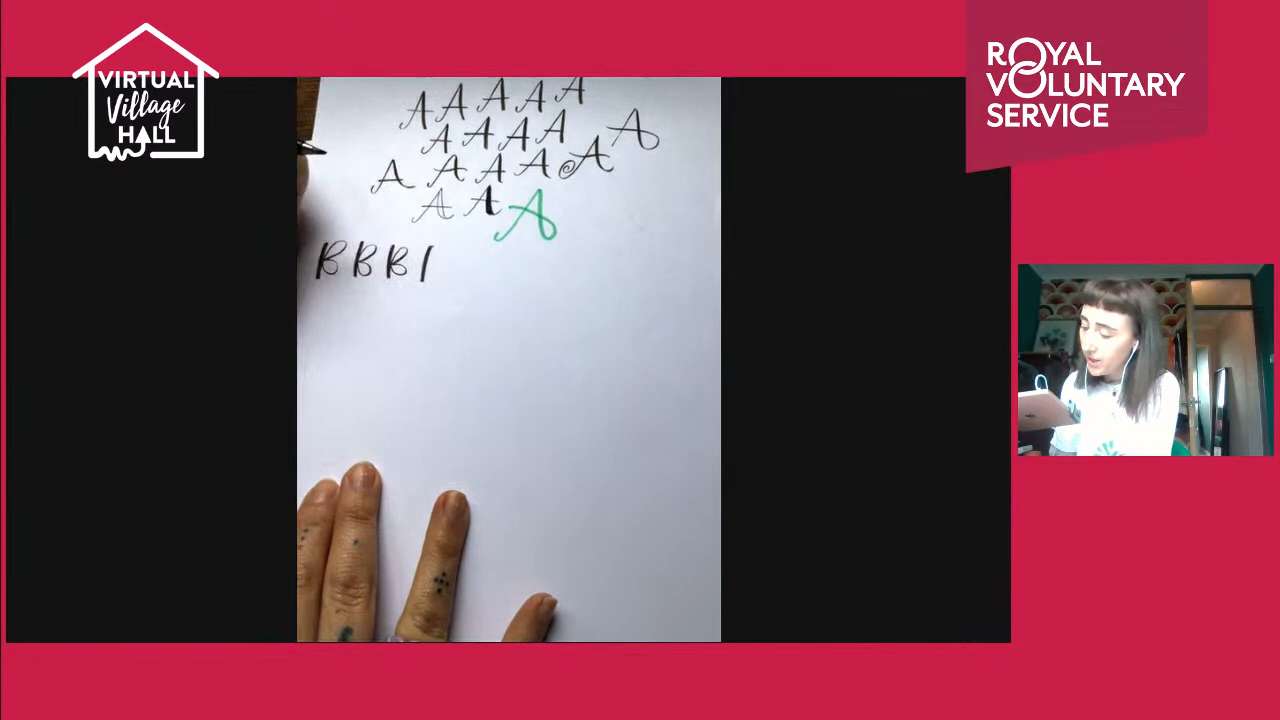 VIRTUAL
Village
HALL
ROYAL
VOLUNTARY
SERVICE
A A A A A
A A A A A
A A A A A
A A A
B B B